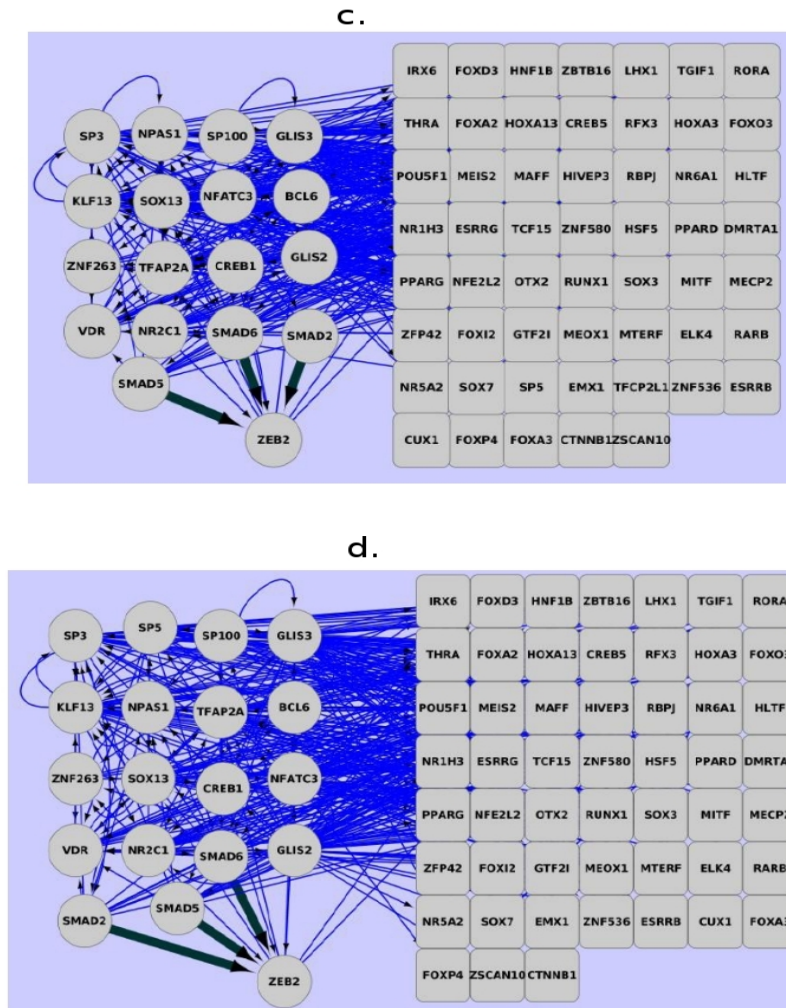 c.
SP3 NPAS1 SP100 GLIS3
KLF13 SOX13 NFATC3 BCL6
ZNF263 TFAP2A CREB1 GLIS2
VDR NR2C1 SMAD6 SMAD2
SMAD5
ZEB2
IRX6 FOXD3 HNF1B ZBTB16 LHX1 TGIF1 RORA
THRA FOXA2 HOXA13 CREB5 RFX3 HOXA3 FOXO3
POU5F1 MEIS2 MAFF HIVEP3 RBPJ NR6A1 HLTF
NR1H3 ESRRG TCF15 ZNF580 HSF5 PPARD DMRTA1
PPARG NFE2L2 OTX2 RUNX1 SOX3 MITF MECP2
ZFP42 FOXI2 GTF2I MEOX1 MTERF ELK4 RARB
NR5A2 SOX7 SP5 EMX1 TFCP2L1 ZNF536 ESRRB
CUX1 FOXP4 FOXA3 CTNNB1 ZSCAN10
d.
SP3 SP5 SP100 GLIS3
KLF13 NPAS1 TFAP2A BCL6
ZNF263 SOX13 CREB1 NFATC3
VDR NR2C1 SMAD6 GLIS2
SMAD2 SMAD5
ZEB2
IRX6 FOXD3 HNF1B ZBTB16 LHX1 TGIF1 RORA
THRA FOXA2 HOXA13 CREB5 RFX3 HOXA3 FOXO3
POU5F1 MEIS2 MAFF HIVEP3 RBPJ NR6A1 HLTF
NR1H3 ESRRG TCF15 ZNF580 HSF5 PPARD DMRTA
PPARG NFE2L2 OTX2 RUNX1 SOX3 MITF MECP2
ZFP42 FOXI2 GTF2I MEOX1 MTERF ELK4 RARB
NR5A2 SOX7 EMX1 ZNF536 ESRRB CUX1 FOXA3
FOXP4 ZSCAN10 CTNNB1